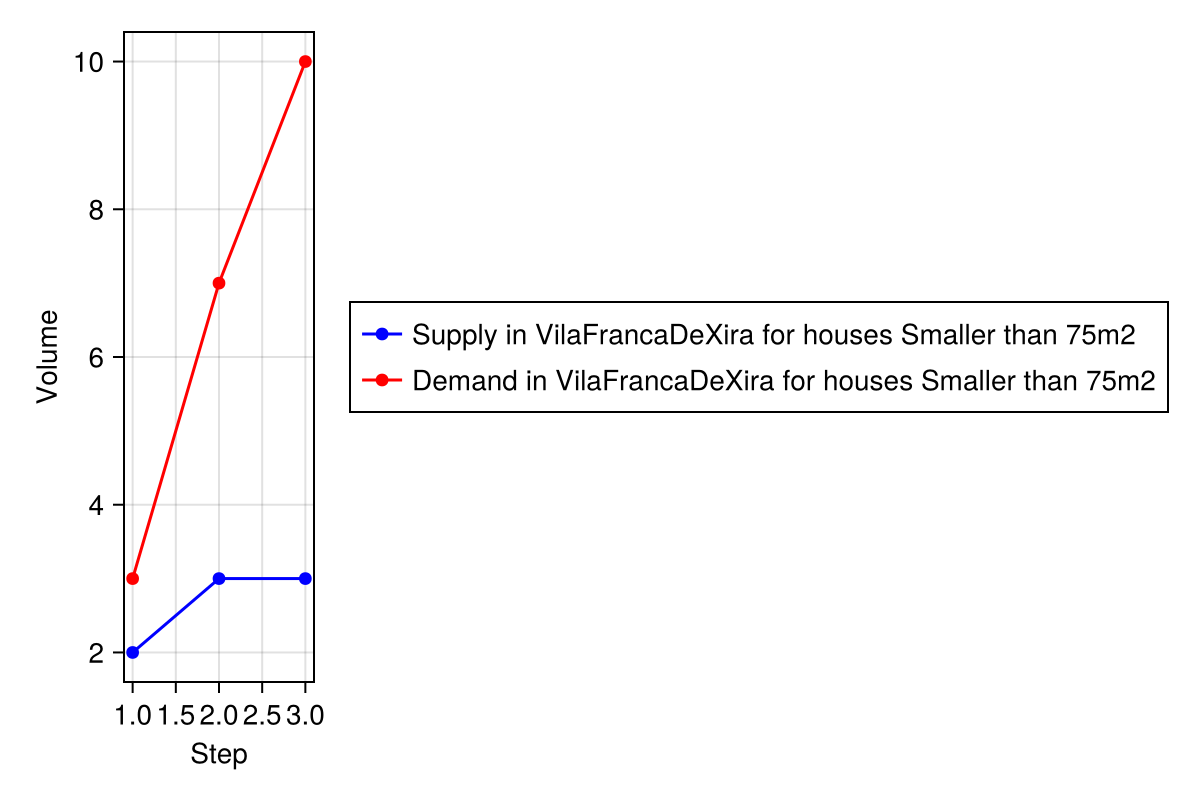 10
8
6
4
2
Volume
1.0 1.5 2.0 2.5 3.0
Step
Supply in VilaFrancaDeXira for houses Smaller than 75m2
Demand in VilaFrancaDeXira for houses Smaller than 75m2